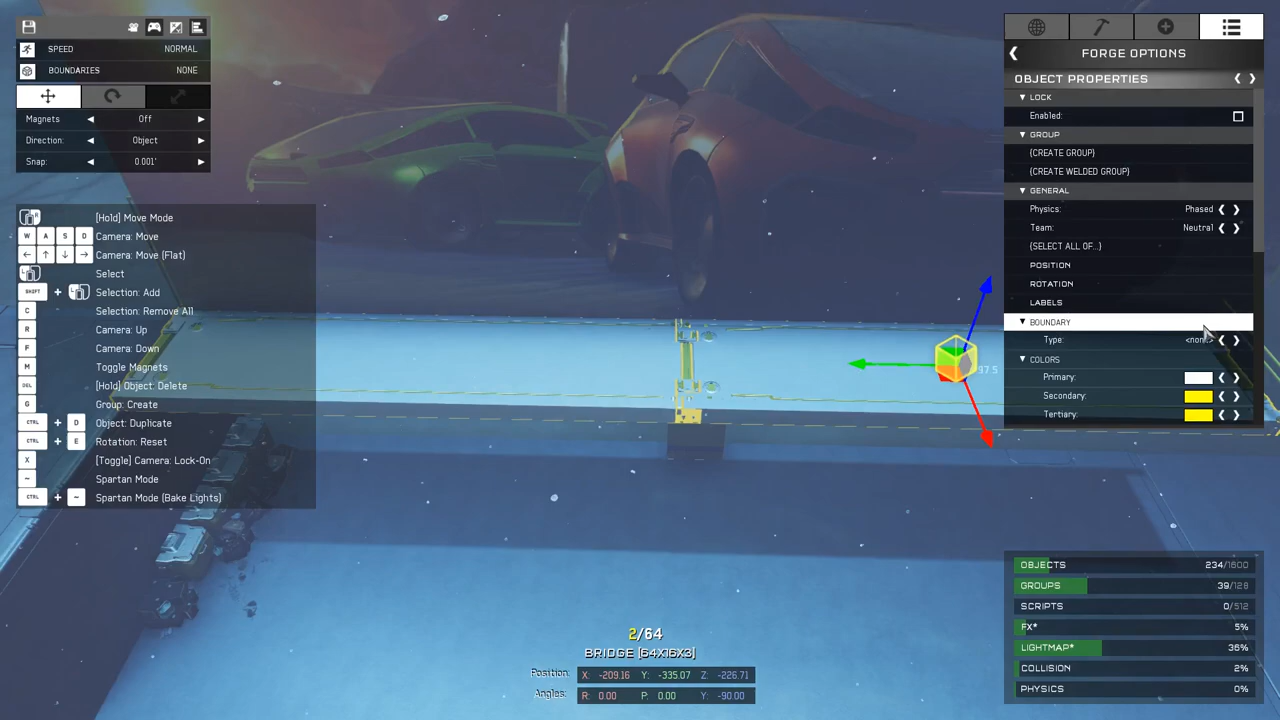 SPEED NORMAL
BOUNDARIES NONE
Magnets Off
Direction: Object
Snap: 0.001'
[Hold] Move Mode
W A S D Camera: Move
Camera: Move (Flat)
Select
SHIFT + Selection: Add
C Selection: Remove All
R Camera: Up
F Camera: Down
M Toggle Magnets
DEL [Hold] Object: Delete
G Group: Create
CTRL + D Object: Duplicate
CTRL + E Rotation: Reset
X [Toggle] Camera: Lock-On
~ Spartan Mode
CTRL + ~ Spartan Mode (Bake Lights)
FORGE OPTIONS
OBJECT PROPERTIES
LOCK
Enabled:
GROUP
(CREATE GROUP)
(CREATE WELDED GROUP)
GENERAL
Physics: Phased
Team: Neutral
(SELECT ALL OF...)
POSITION
ROTATION
LABELS
BOUNDARY
Type:
COLORS
Primary:
Secondary:
Tertiary:
OBJECTS 234/1600
GROUPS 39/128
SCRIPTS 0/512
FX* 5%
LIGHTMAP* 36%
COLLISION 2%
PHYSICS 0%
2/64
BRIDGE (64X16X3)
Position: X: -209.16 Y: -335.07 Z: -226.71
Angles: R: 0.00 P: 0.00 Y: -90.00